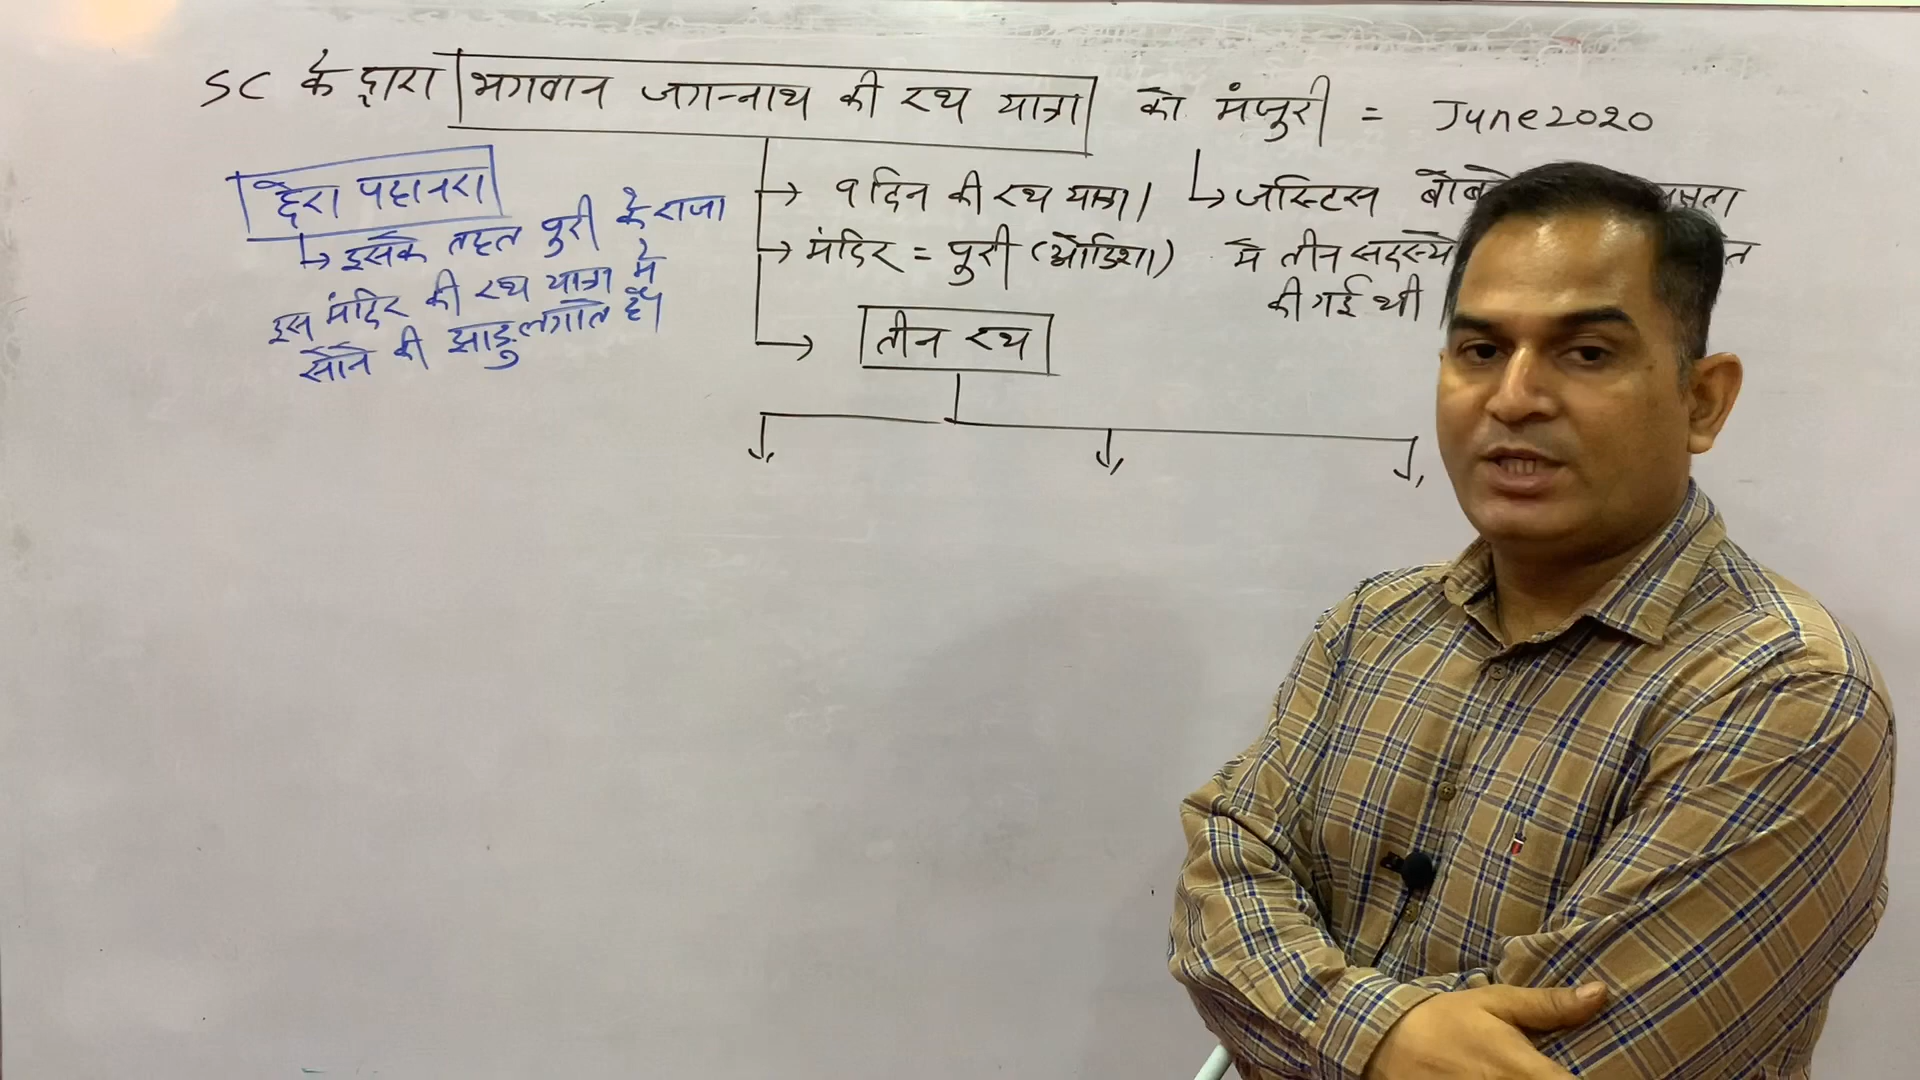 SC के द्वारा भगवान जगन्नाथ की रथ यात्रा को मंजुरी = June 2020
छेरा पहानरा
↳ इसके तहत पुरी के राजा
इस मंदिर की रथ यात्रा में
सोने की झाड़ु लगाते है।
→ 9 दिन की रथ यात्रा।
→ मंदिर = पुरी (ओडिशा)
→ तीन रथ
↳ जस्टिस
में तीन
की गई थी